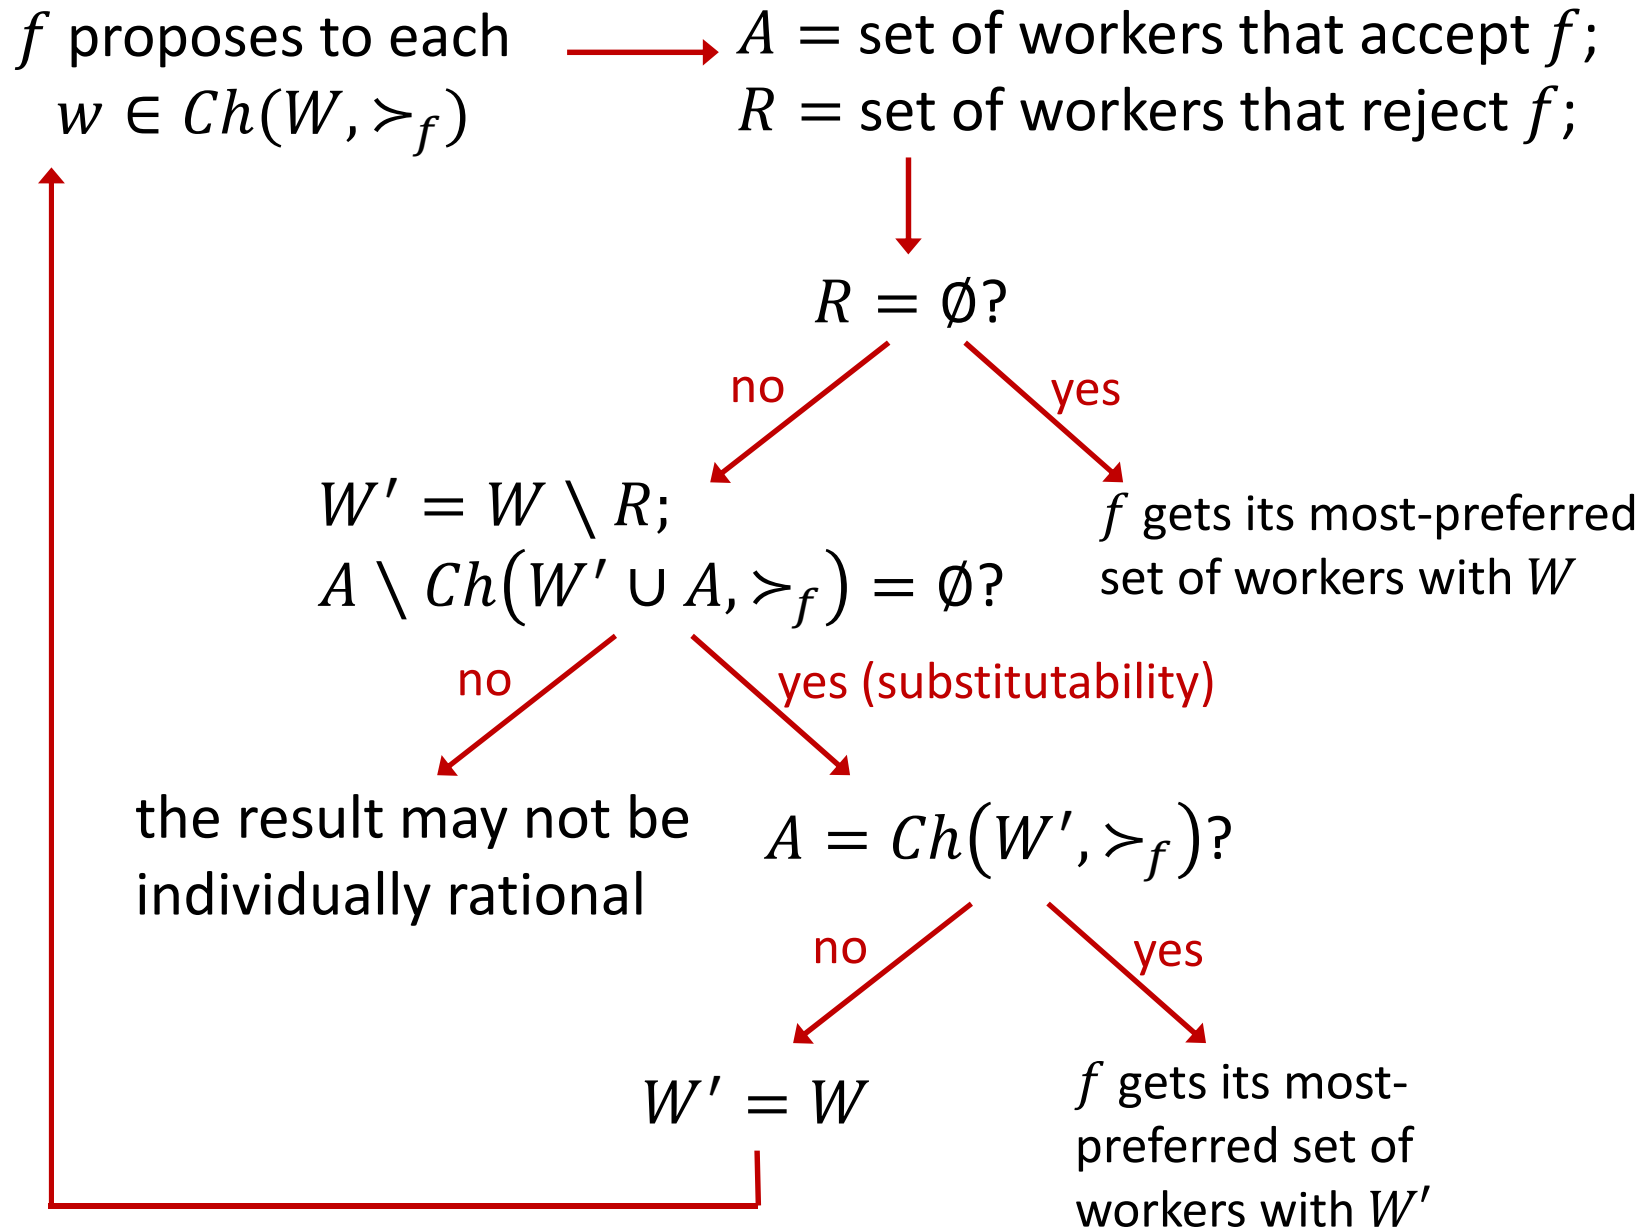 f proposes to each
w ∈ Ch(W, ≻_f)
A = set of workers that accept f;
R = set of workers that reject f;
R = ∅?
no
yes
W′ = W \ R;
A \ Ch(W′ ∪ A, ≻_f) = ∅?
f gets its most-preferred
set of workers with W
no
yes (substitutability)
the result may not be
individually rational
A = Ch(W′, ≻_f)?
no
yes
W′ = W
f gets its most-
preferred set of
workers with W′